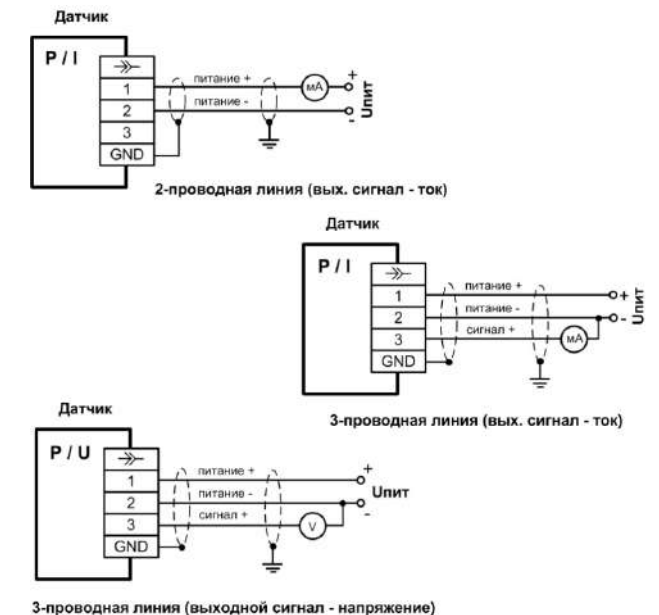 Датчик
P / I
1
2
3
GND
питание +
питание -
мА
+
-
Uпит
2-проводная линия (вых. сигнал - ток)
Датчик
P / I
1
2
3
GND
питание +
питание -
сигнал +
мА
+
-
Uпит
3-проводная линия (вых. сигнал - ток)
Датчик
P / U
1
2
3
GND
питание +
питание -
сигнал +
V
+
-
Uпит
3-проводная линия (выходной сигнал - напряжение)